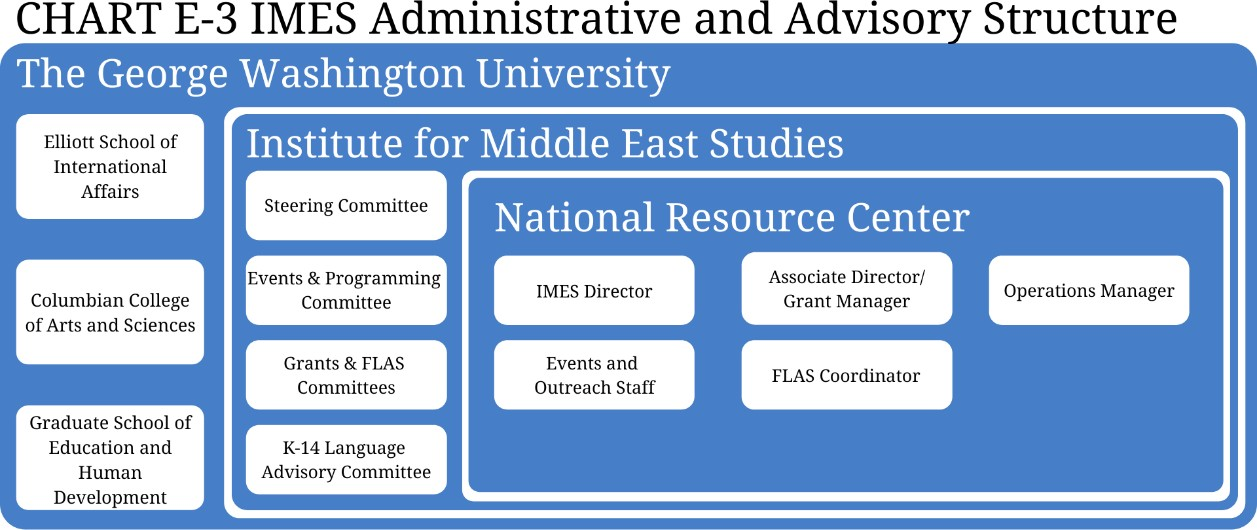 CHART E-3 IMES Administrative and Advisory Structure
The George Washington University
Elliott School of
International
Affairs
Columbian College
of Arts and Sciences
Graduate School of
Education and
Human
Development
Institute for Middle East Studies
Steering Committee
Events & Programming
Committee
Grants & FLAS
Committees
K-14 Language
Advisory Committee
National Resource Center
IMES Director
Associate Director/
Grant Manager
Operations Manager
Events and
Outreach Staff
FLAS Coordinator